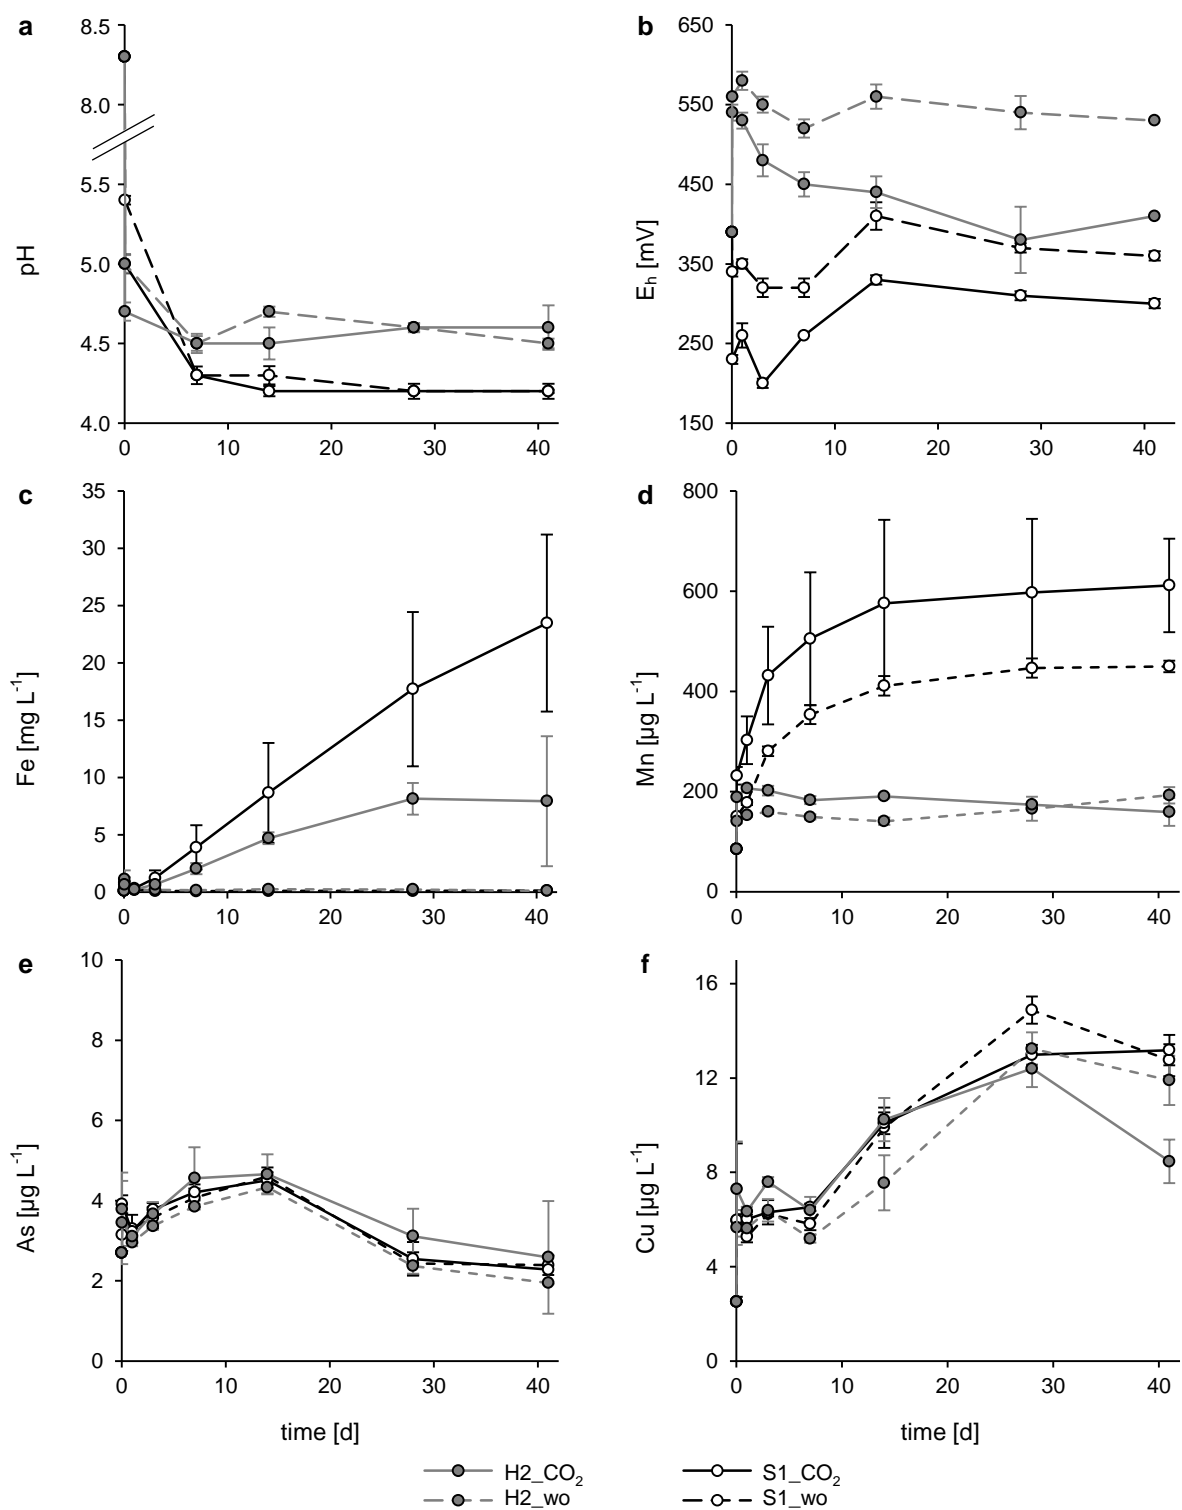 a
8.5
8.0
5.5
5.0
4.5
4.0
pH
0 10 20 30 40
b
650
550
450
350
250
150
Eh [mV]
0 10 20 30 40
c
35
30
25
20
15
10
5
0
Fe [mg L⁻¹]
0 10 20 30 40
d
800
600
400
200
0
Mn [µg L⁻¹]
0 10 20 30 40
e
10
8
6
4
2
0
As [µg L⁻¹]
0 10 20 30 40
time [d]
f
16
12
8
4
0
Cu [µg L⁻¹]
0 10 20 30 40
time [d]
H2_CO₂ S1_CO₂
H2_wo S1_wo